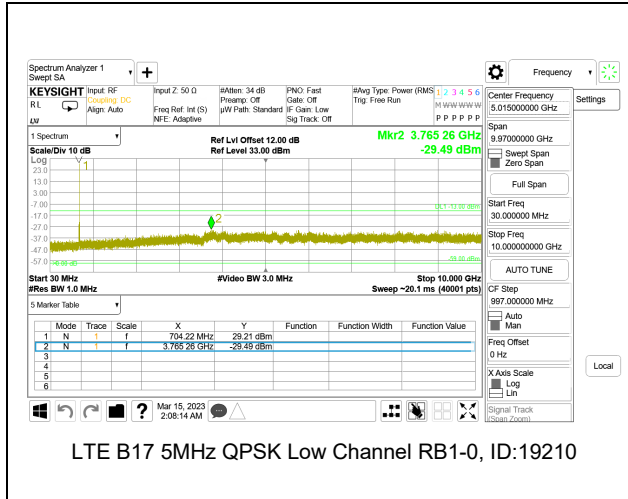 Spectrum Analyzer 1
Swept SA
+
Frequency
KEYSIGHT
RL
LXI
Input: RF
Coupling: DC
Align: Auto
Input Z: 50 Ω
Freq Ref: Int (S)
NFE: Adaptive
#Atten: 34 dB
Preamp: Off
µW Path: Standard
PNO: Fast
Gate: Off
IF Gain: Low
Sig Track: Off
#Avg Type: Power (RMS
Trig: Free Run
1 2 3 4 5 6
M W W W W W
P P P P P P
Center Frequency
5.015000000 GHz
Settings
Span
9.97000000 GHz
Swept Span
Zero Span
Full Span
Start Freq
30.000000 MHz
Stop Freq
10.000000000 GHz
AUTO TUNE
CF Step
997.000000 MHz
Auto
Man
Freq Offset
0 Hz
X Axis Scale
Log
Lin
Local
Signal Track
(Span Zoom)
1 Spectrum
Scale/Div 10 dB
Ref Lvl Offset 12.00 dB
Ref Level 33.00 dBm
Mkr2 3.765 26 GHz
-29.49 dBm
Log
23.0
13.0
3.00
-7.00
-17.0
-27.0
-37.0
-47.0
-57.0
1
2
DL1 -13.00 dBm
Start 30 MHz
#Res BW 1.0 MHz
#Video BW 3.0 MHz
Stop 10.000 GHz
Sweep ~20.1 ms (40001 pts)
5 Marker Table
Mode Trace Scale X Y Function Function Width Function Value
1 N 1 f 704.22 MHz 29.21 dBm
2 N 1 f 3.765 26 GHz -29.49 dBm
3
4
5
6
?
Mar 15, 2023
2:08:14 AM
LTE B17 5MHz QPSK Low Channel RB1-0, ID:19210